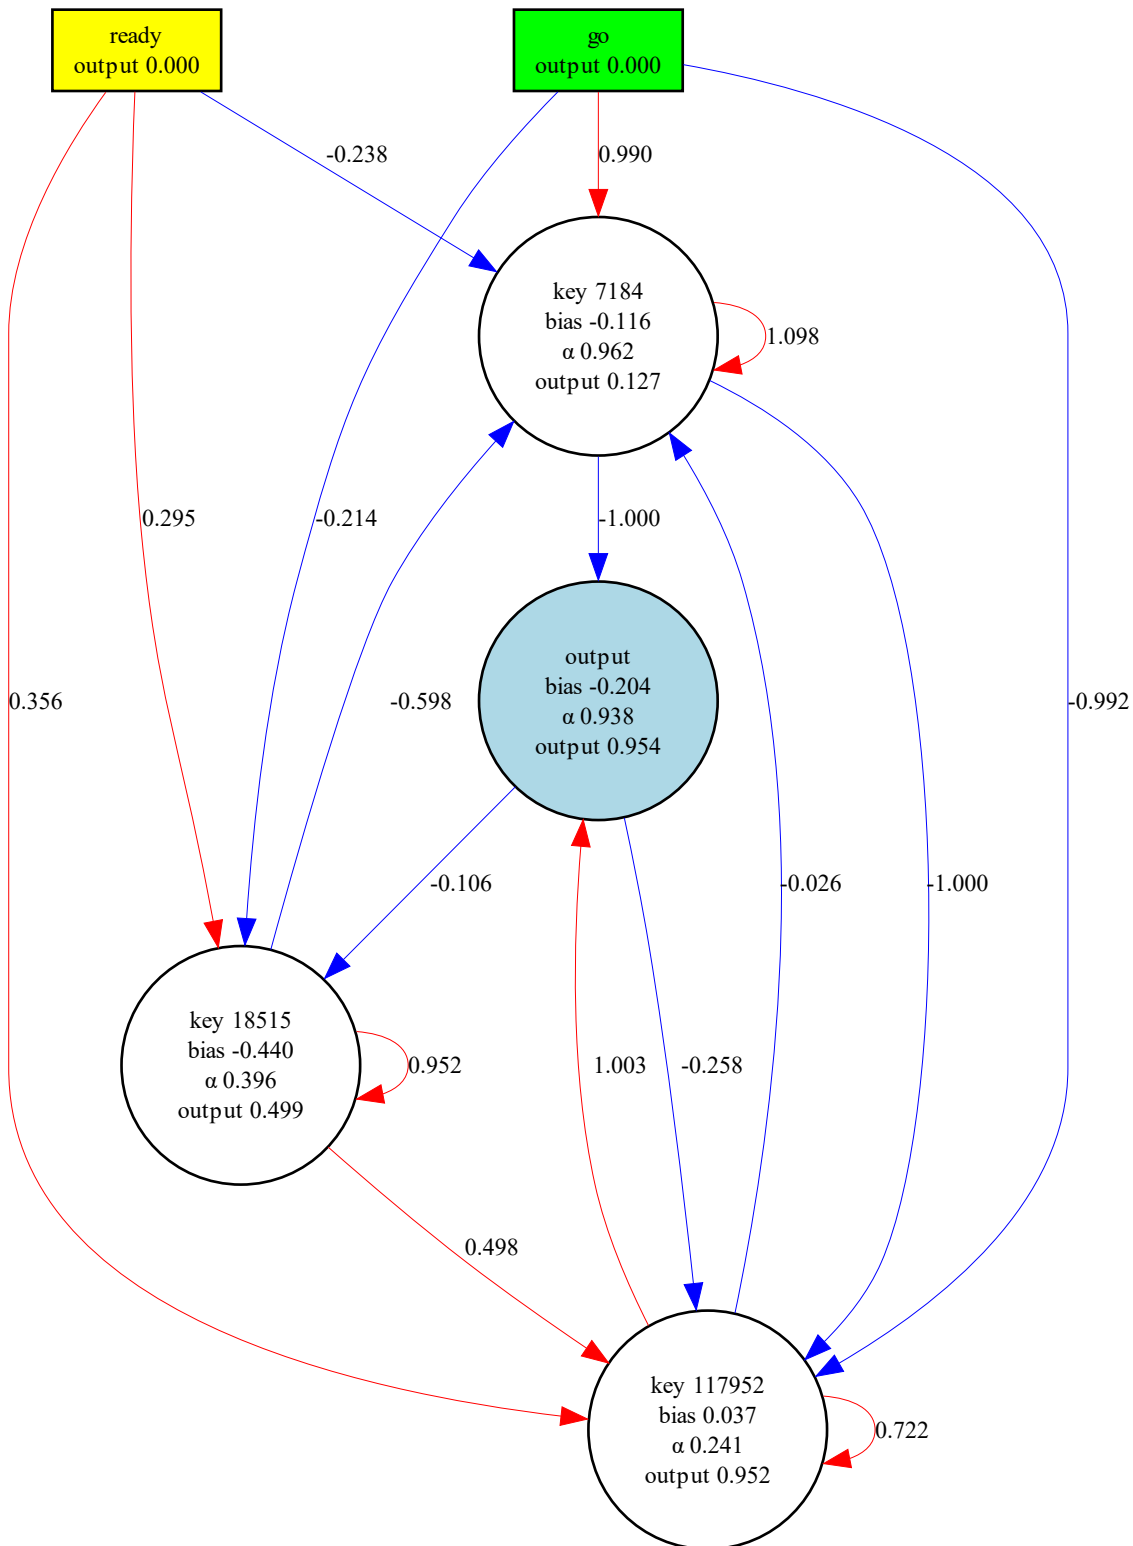 ready
output 0.000
go
output 0.000
-0.238
0.990
key 7184
bias -0.116
α 0.962
output 0.127
1.098
0.295
-0.214
-1.000
output
bias -0.204
α 0.938
output 0.954
0.356
-0.598
-0.992
-0.106
-0.026
-1.000
key 18515
bias -0.440
α 0.396
output 0.499
0.952
1.003
-0.258
0.498
key 117952
bias 0.037
α 0.241
output 0.952
0.722